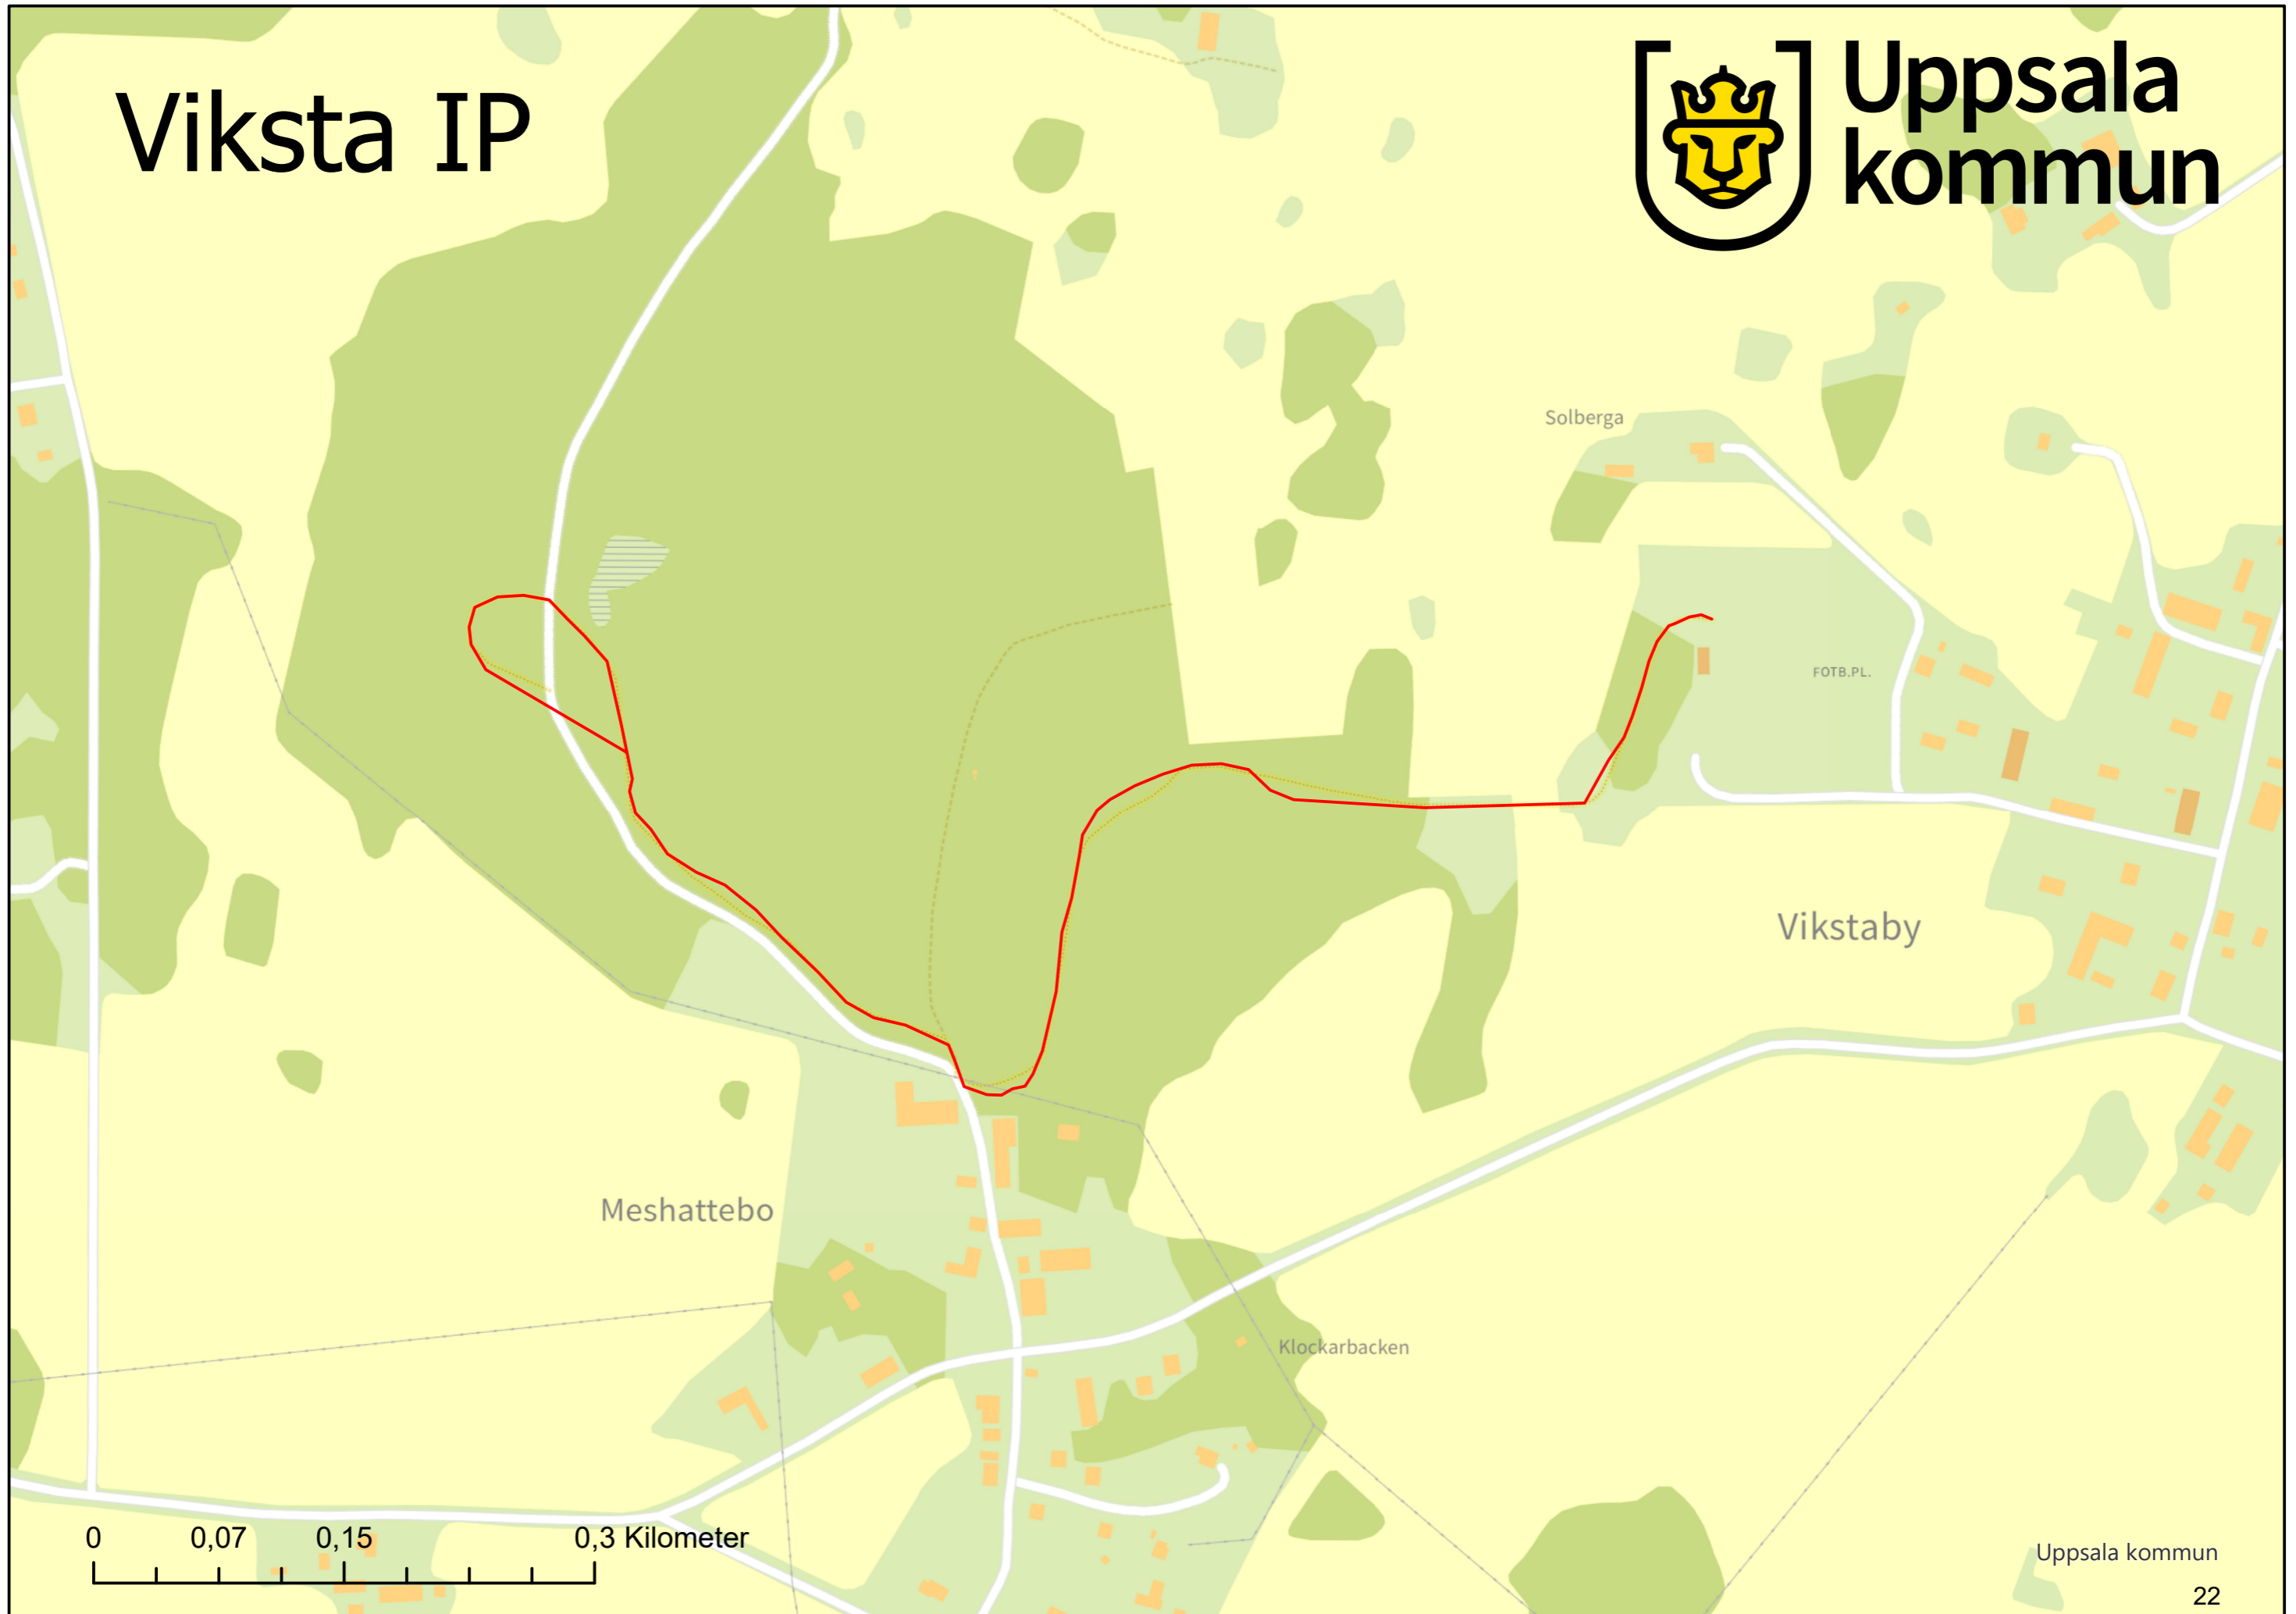 Viksta IP
Uppsala
kommun
Solberga
FOTB.PL.
Vikstaby
Meshattebo
Klockarbacken
0 0,07 0,15 0,3 Kilometer
Uppsala kommun
22